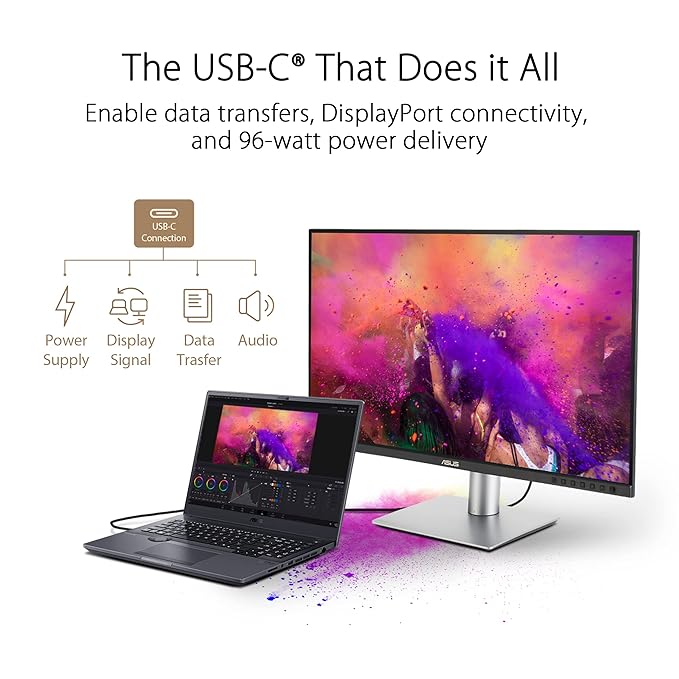 The USB-C® That Does it All
Enable data transfers, DisplayPort connectivity,
and 96-watt power delivery
USB-C
Connection
Power
Supply
Display
Signal
Data
Trasfer
Audio
ASUS